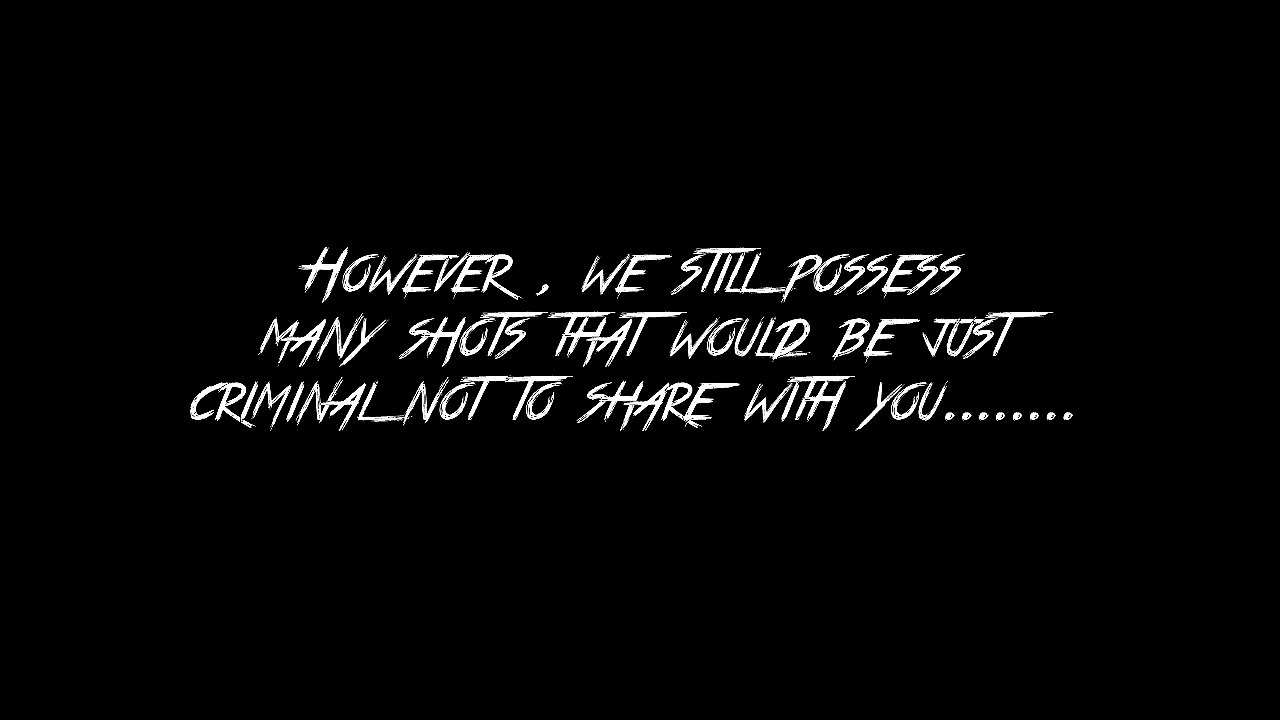 However , we still possess
many shots that would be just
criminal not to share with you........